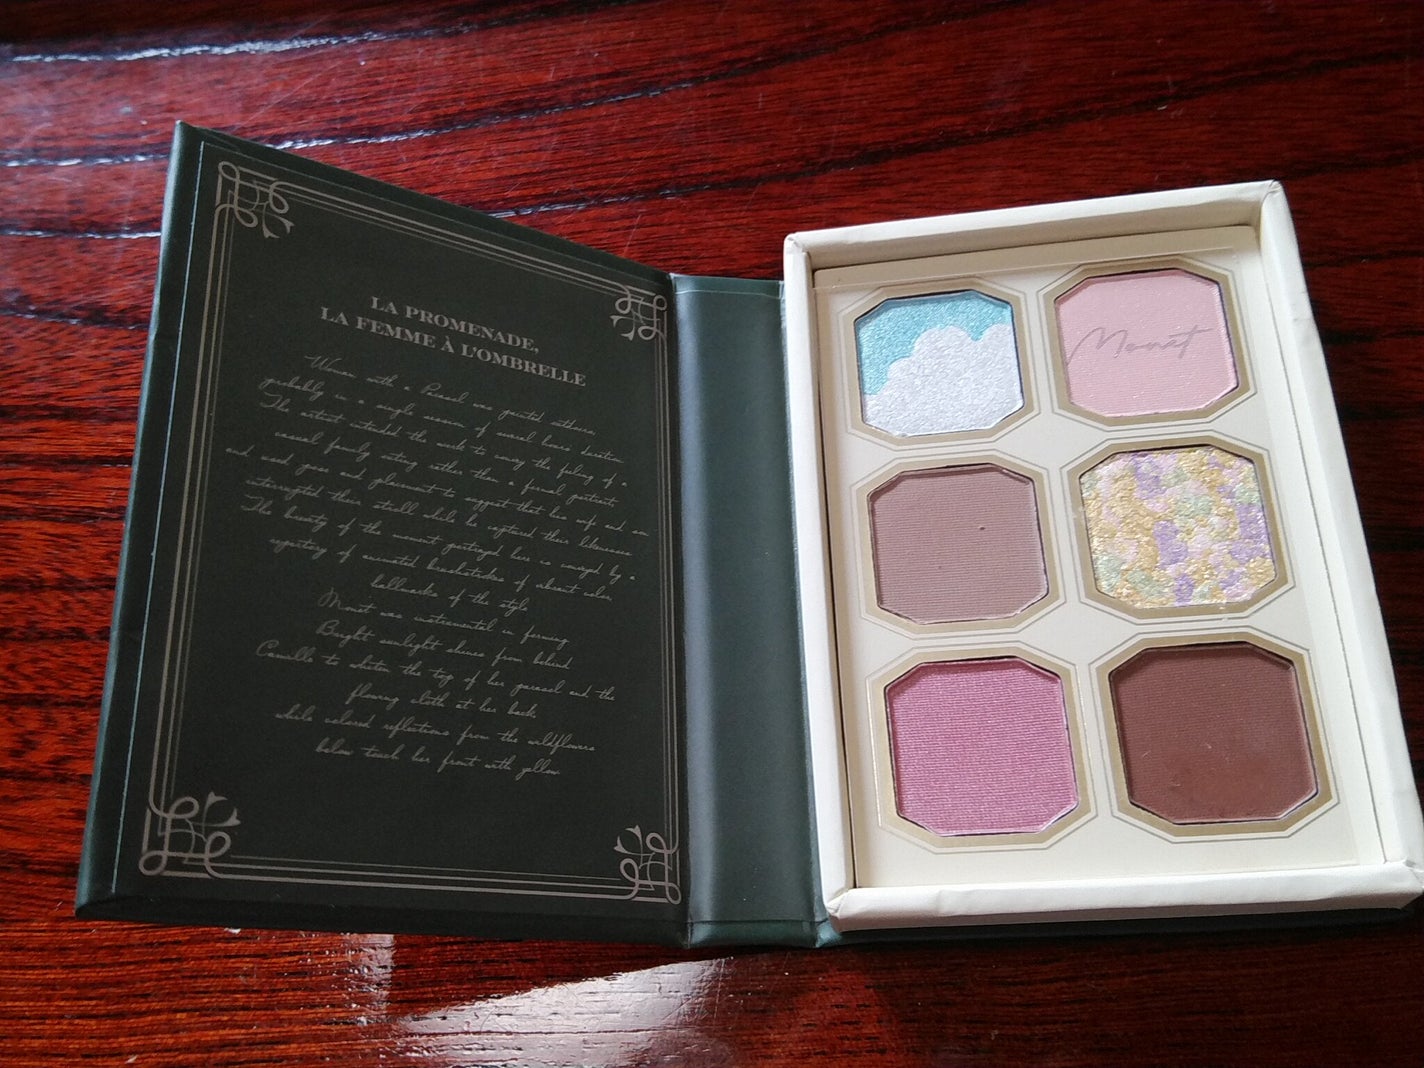 LA PROMENADE,
LA FEMME À L'OMBRELLE
Woman with a Parasol was painted outdoors,
probably in a single session of several hours' duration.
The artist intended the work to convey the feeling of a
casual family outing rather than a formal portrait,
and used pose and placement to suggest that his wife and son
interrupted their stroll while he captured their likenesses
The beauty of the moment portrayed here is conveyed by a
repertory of animated brushstrokes of vibrant color,
hallmarks of the style
Monet was instrumental in forming
Bright sunlight shines from behind
Camille to whiten the top of her parasol and the
flowing cloth at her back,
while colored reflections from the wildflowers
below touch her front with yellow
Monet